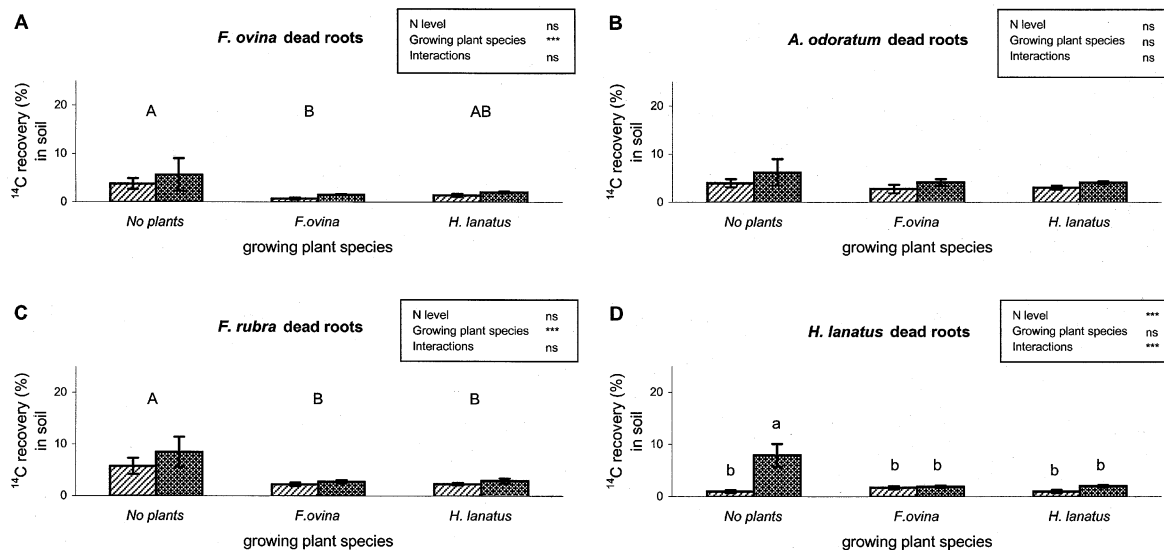 A
F. ovina dead roots
N level ns
Growing plant species ***
Interactions ns
14C recovery (%)
in soil
20
10
0
A B AB
No plants F.ovina H. lanatus
growing plant species
B
A. odoratum dead roots
N level ns
Growing plant species ns
Interactions ns
14C recovery (%)
in soil
20
10
0
No plants F.ovina H. lanatus
growing plant species
C
F. rubra dead roots
N level ns
Growing plant species ***
Interactions ns
14C recovery (%)
in soil
20
10
0
A B B
No plants F.ovina H. lanatus
growing plant species
D
H. lanatus dead roots
N level ***
Growing plant species ns
Interactions ***
14C recovery (%)
in soil
20
10
0
b a b b b b
No plants F.ovina H. lanatus
growing plant species